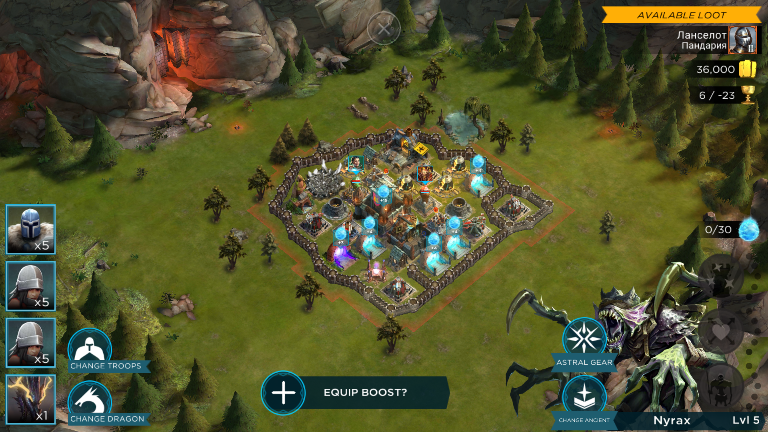 AVAILABLE LOOT
Ланселот
Пандария
36,000
6 / -23
0/30
x5
x5
x5
x1
CHANGE TROOPS
CHANGE DRAGON
EQUIP BOOST?
ASTRAL GEAR
CHANGE ANCIENT
Nyrax
Lvl 5